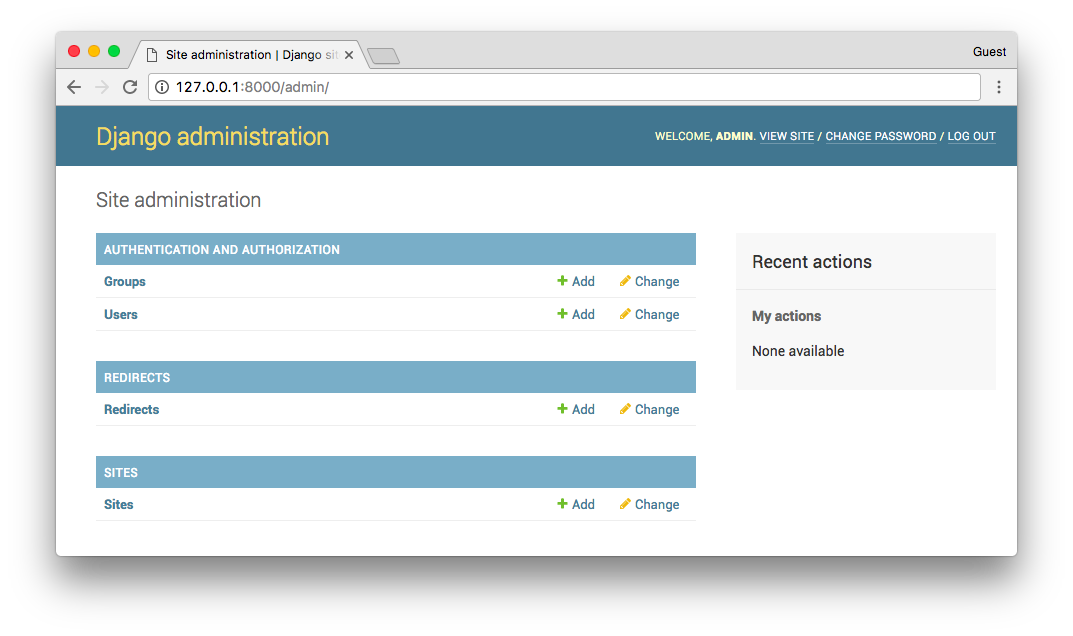 Site administration | Django sit
Guest
127.0.0.1:8000/admin/
Django administration
WELCOME, ADMIN. VIEW SITE / CHANGE PASSWORD / LOG OUT
Site administration
AUTHENTICATION AND AUTHORIZATION
Groups Add Change
Users Add Change
REDIRECTS
Redirects Add Change
SITES
Sites Add Change
Recent actions
My actions
None available